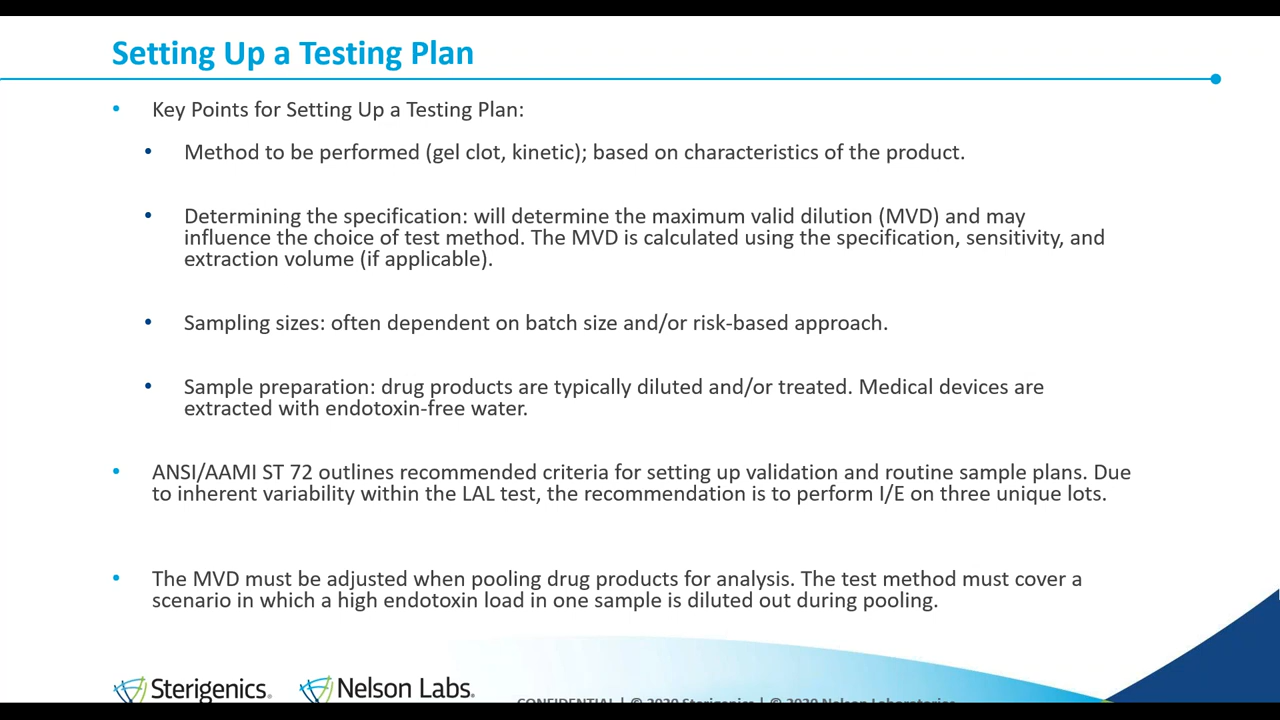 Setting Up a Testing Plan
• Key Points for Setting Up a Testing Plan:
• Method to be performed (gel clot, kinetic); based on characteristics of the product.
• Determining the specification: will determine the maximum valid dilution (MVD) and may
influence the choice of test method. The MVD is calculated using the specification, sensitivity, and
extraction volume (if applicable).
• Sampling sizes: often dependent on batch size and/or risk-based approach.
• Sample preparation: drug products are typically diluted and/or treated. Medical devices are
extracted with endotoxin-free water.
• ANSI/AAMI ST 72 outlines recommended criteria for setting up validation and routine sample plans. Due
to inherent variability within the LAL test, the recommendation is to perform I/E on three unique lots.
• The MVD must be adjusted when pooling drug products for analysis. The test method must cover a
scenario in which a high endotoxin load in one sample is diluted out during pooling.
Sterigenics® Nelson Labs®
CONFIDENTIAL | © 2020 Sterigenics | © 2020 Nelson Laboratories